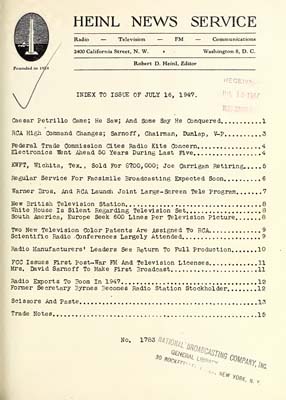 HEINL NEWS SERVICE
Radio — Television — FM — Communications
2400 California Street, N. W. Washington 8, D. C.
Robert D. Heinl, Editor
Founded in 1924
RECEIVED
INDEX TO ISSUE OF JULY 16, 1947.
Caesar Petrillo Came; He Saw; And Some Say He Conquered.........1
RCA High Command Changes; Sarnoff, Chairman, Dunlap, V-P........3
Federal Trade Commission Cites Radio Kits Concern...............4
Electronics Went Ahead 50 Years During Last Five................4
KWFT, Wichita, Tex., Sold For $700,000; Joe Carrigan Retiring...5
Regular Service For Facsimile Broadcasting Expected Soon........6
Warner Bros. And RCA Launch Joint Large-Screen Tele Program.....7
New British Television Station..................................8
White House Is Silent Regarding Television Set..................8
South America, Europe Seek 600 Lines Per Television Picture.....8
Two New Television Color Patents Are Assigned To RCA............9
Scientific Radio Conferences Largely Attended...................9
Radio Manufacturers' Leaders See Return To Full Production.....10
FCC Issues First Post-War FM And Television Licenses...........11
Mrs. David Sarnoff To Make First Broadcast.....................11
Radio Exports To Boom In 1947..................................12
Former Secretary Byrnes Becomes Radio Station Stockholder......12
Scissors And Paste.............................................13
Trade Notes....................................................15
No. 1783
NATIONAL BROADCASTING COMPANY, INC.
GENERAL LIBRARY
30 ROCKEFELLER NEW YORK, N. Y.